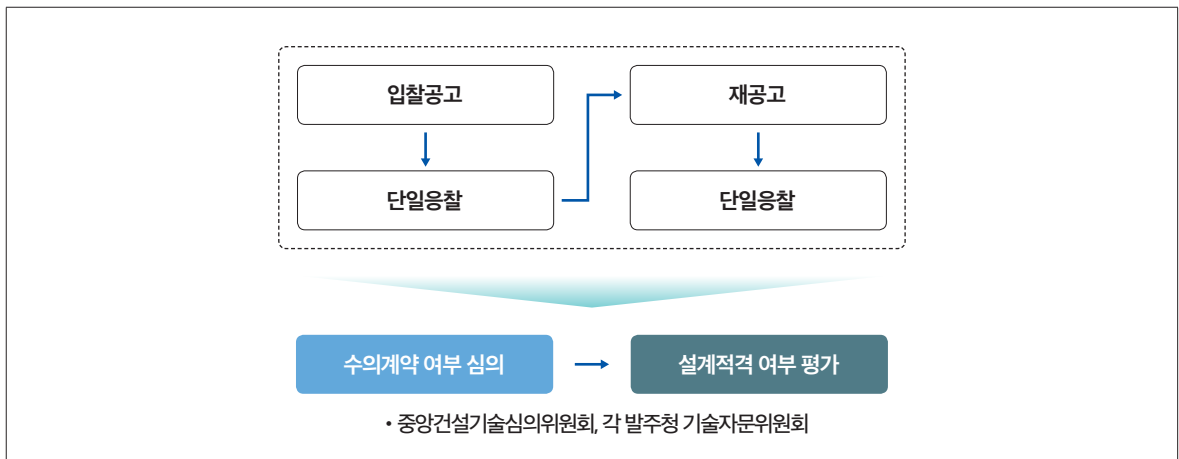 입찰공고
단일응찰
재공고
단일응찰
수의계약 여부 심의
설계적격 여부 평가
• 중앙건설기술심의위원회, 각 발주청 기술자문위원회